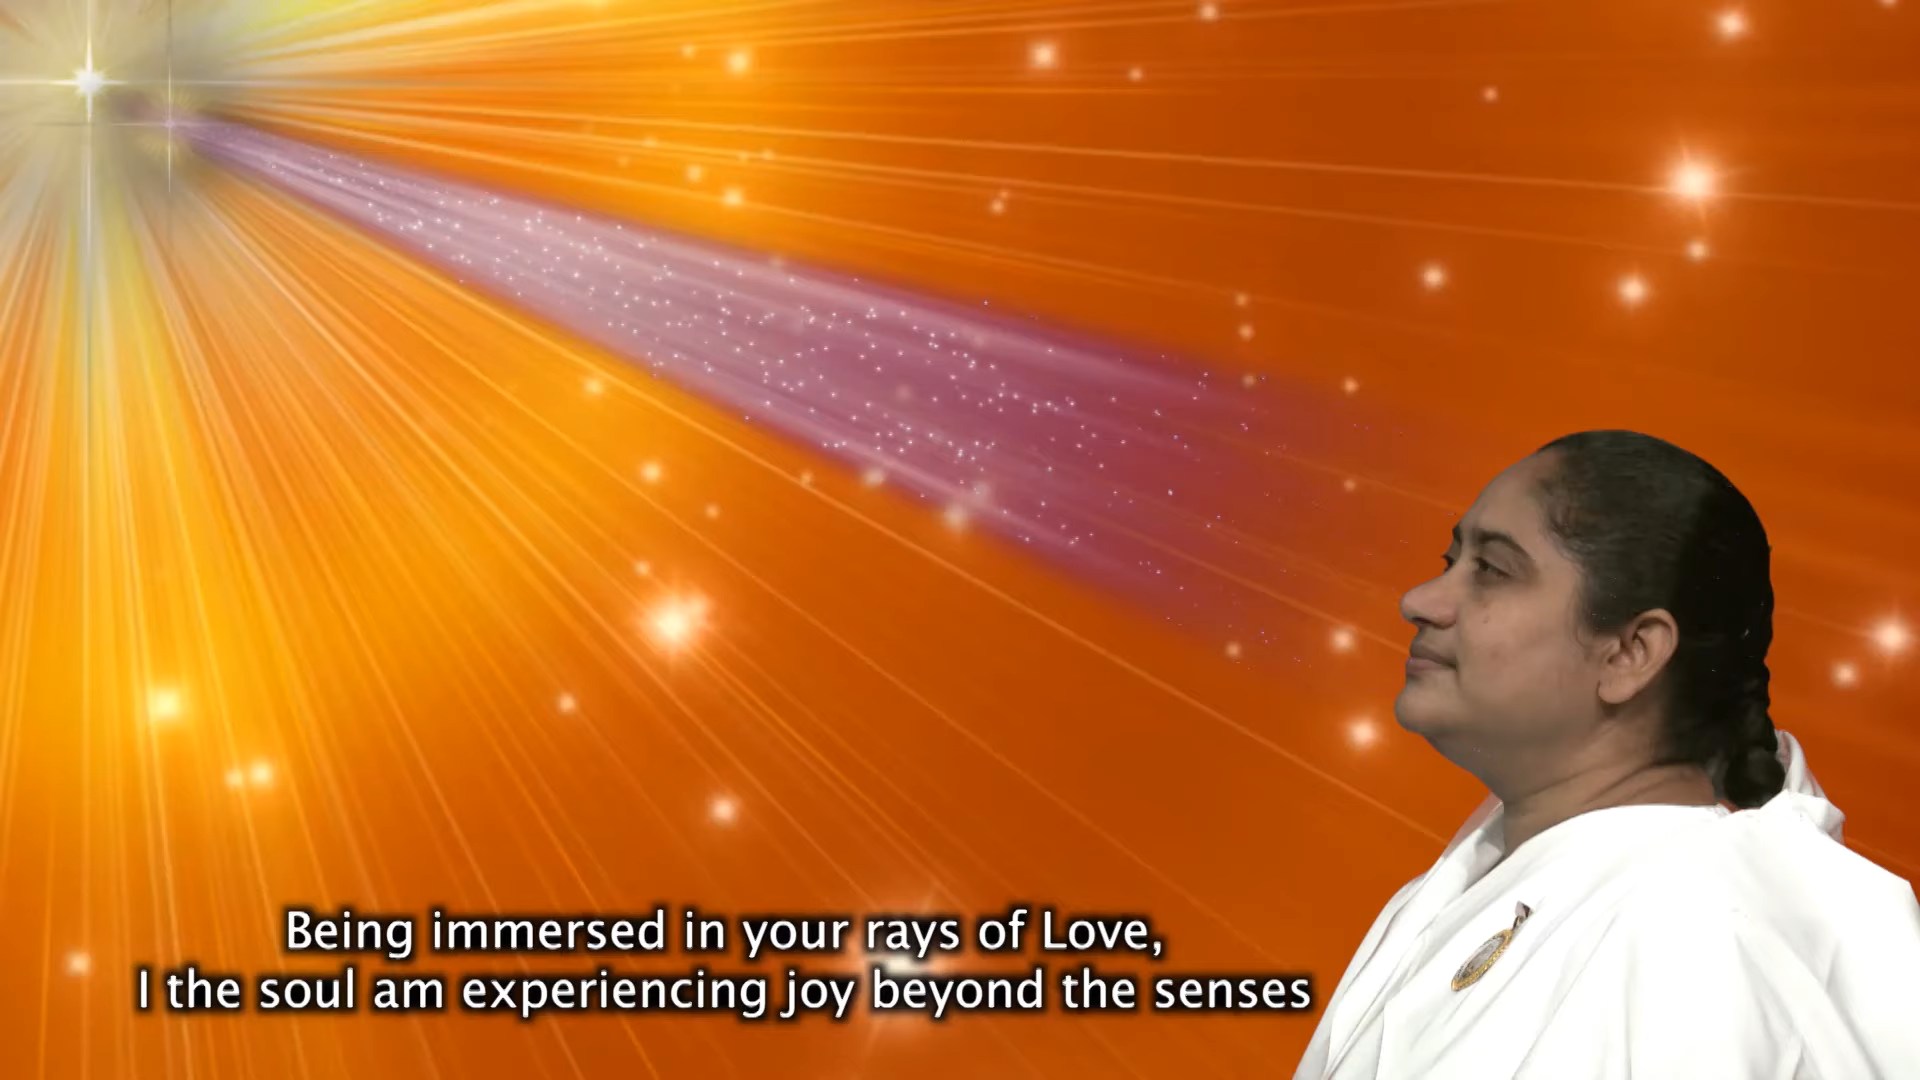 Being immersed in your rays of Love,
I the soul am experiencing joy beyond the senses